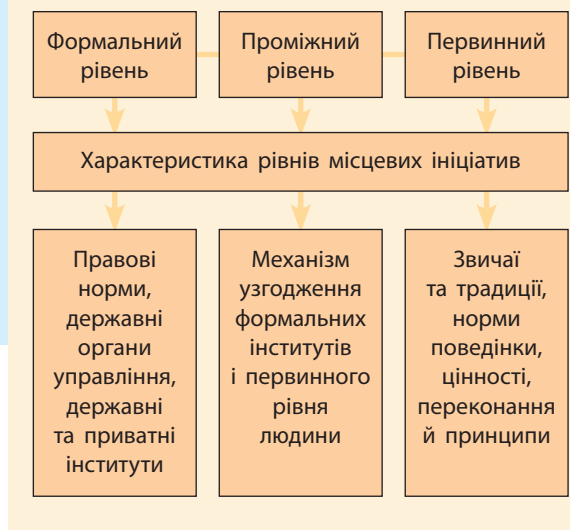 Формальний
рівень
Проміжний
рівень
Первинний
рівень
Характеристика рівнів місцевих ініціатив
Правові
норми,
державні
органи
управління,
державні
та приватні
інститути
Механізм
узгодження
формальних
інститутів
і первинного
рівня
людини
Звичаї
та традиції,
норми
поведінки,
цінності,
переконання
й принципи